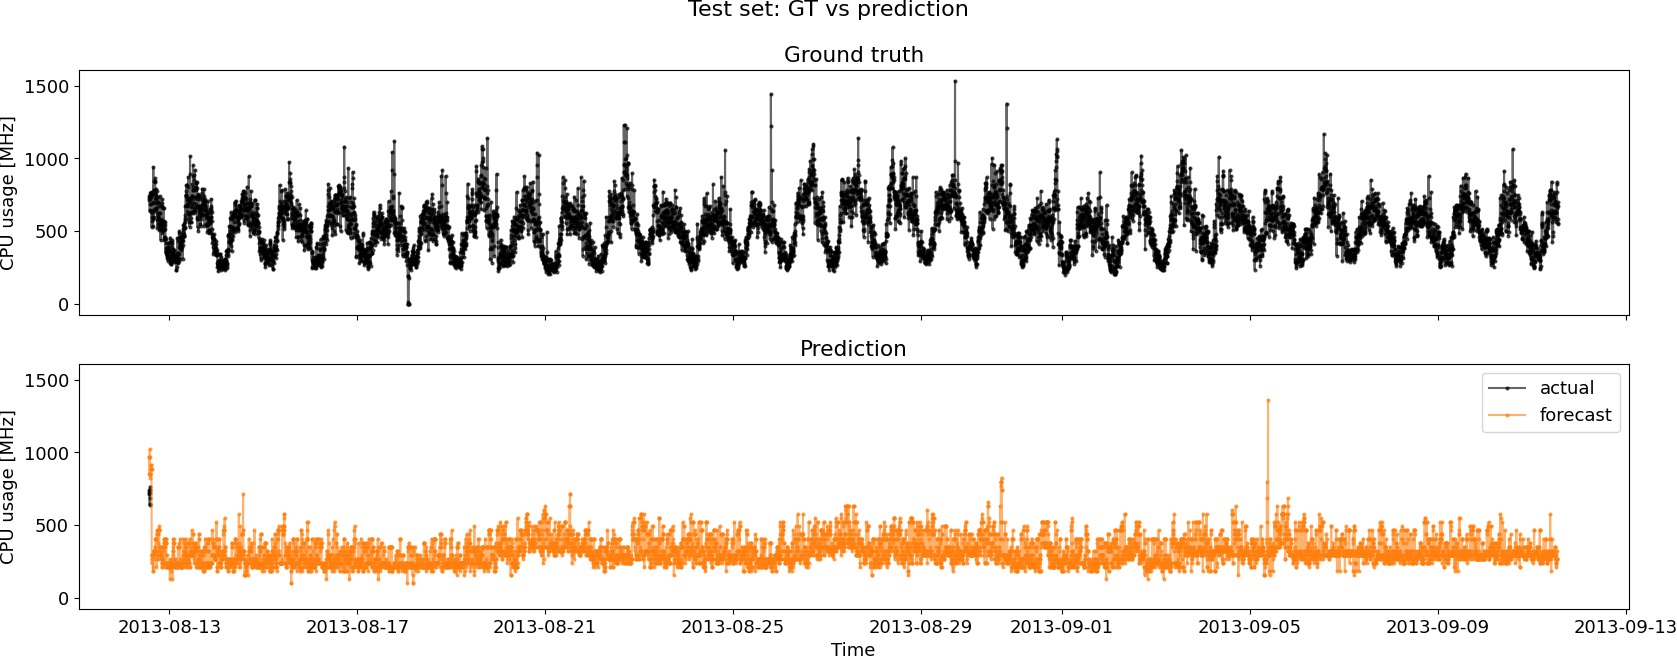 Test set: GT vs prediction
Ground truth
1500
1000
500
0
CPU usage [MHz]
Prediction
1500
1000
500
0
CPU usage [MHz]
actual
forecast
2013-08-13 2013-08-17 2013-08-21 2013-08-25 2013-08-29 2013-09-01 2013-09-05 2013-09-09 2013-09-13
Time